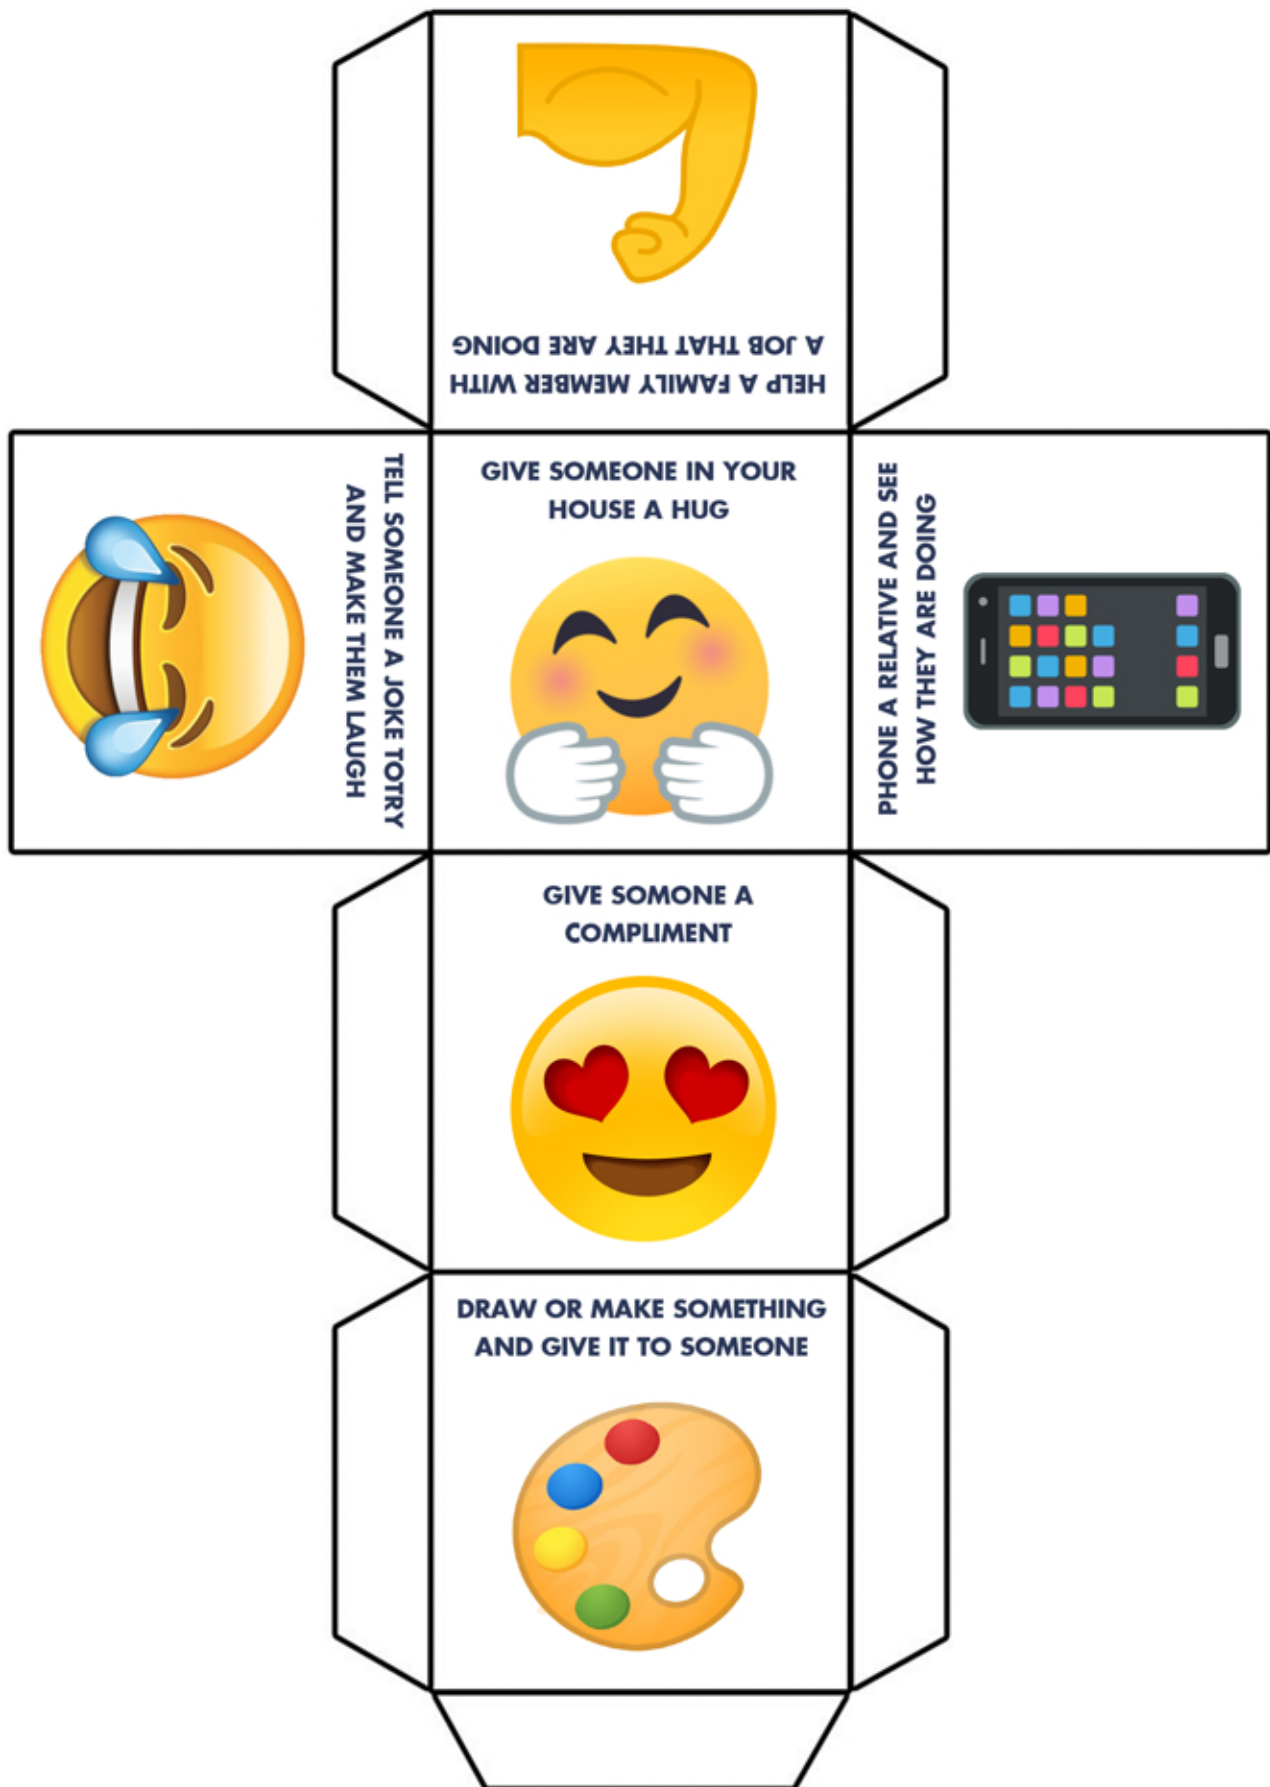 HELP A FAMILY MEMBER WITH
A JOB THAT THEY ARE DOING
TELL SOMEONE A JOKE TOTRY
AND MAKE THEM LAUGH
GIVE SOMEONE IN YOUR
HOUSE A HUG
PHONE A RELATIVE AND SEE
HOW THEY ARE DOING
GIVE SOMONE A
COMPLIMENT
DRAW OR MAKE SOMETHING
AND GIVE IT TO SOMEONE